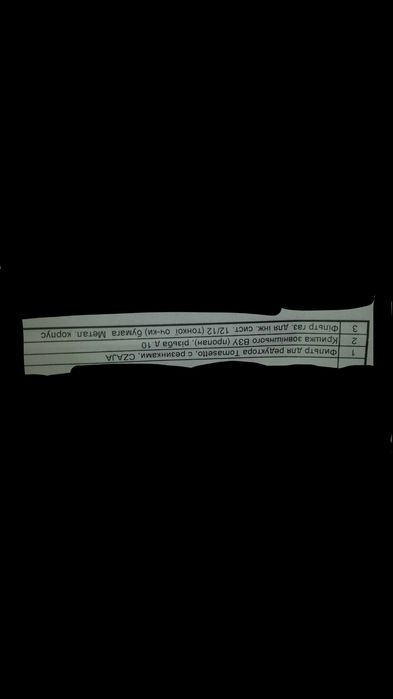 1 Фильтр для редуктора Tomasetto, с резинками, CZAJA
2 Кришка зовнішнього ВЗУ (пропан), різьба д 10
3 Фільтр газ. для інж. сист. 12/12 (тонкої оч-ки) бумага Метал. корпус